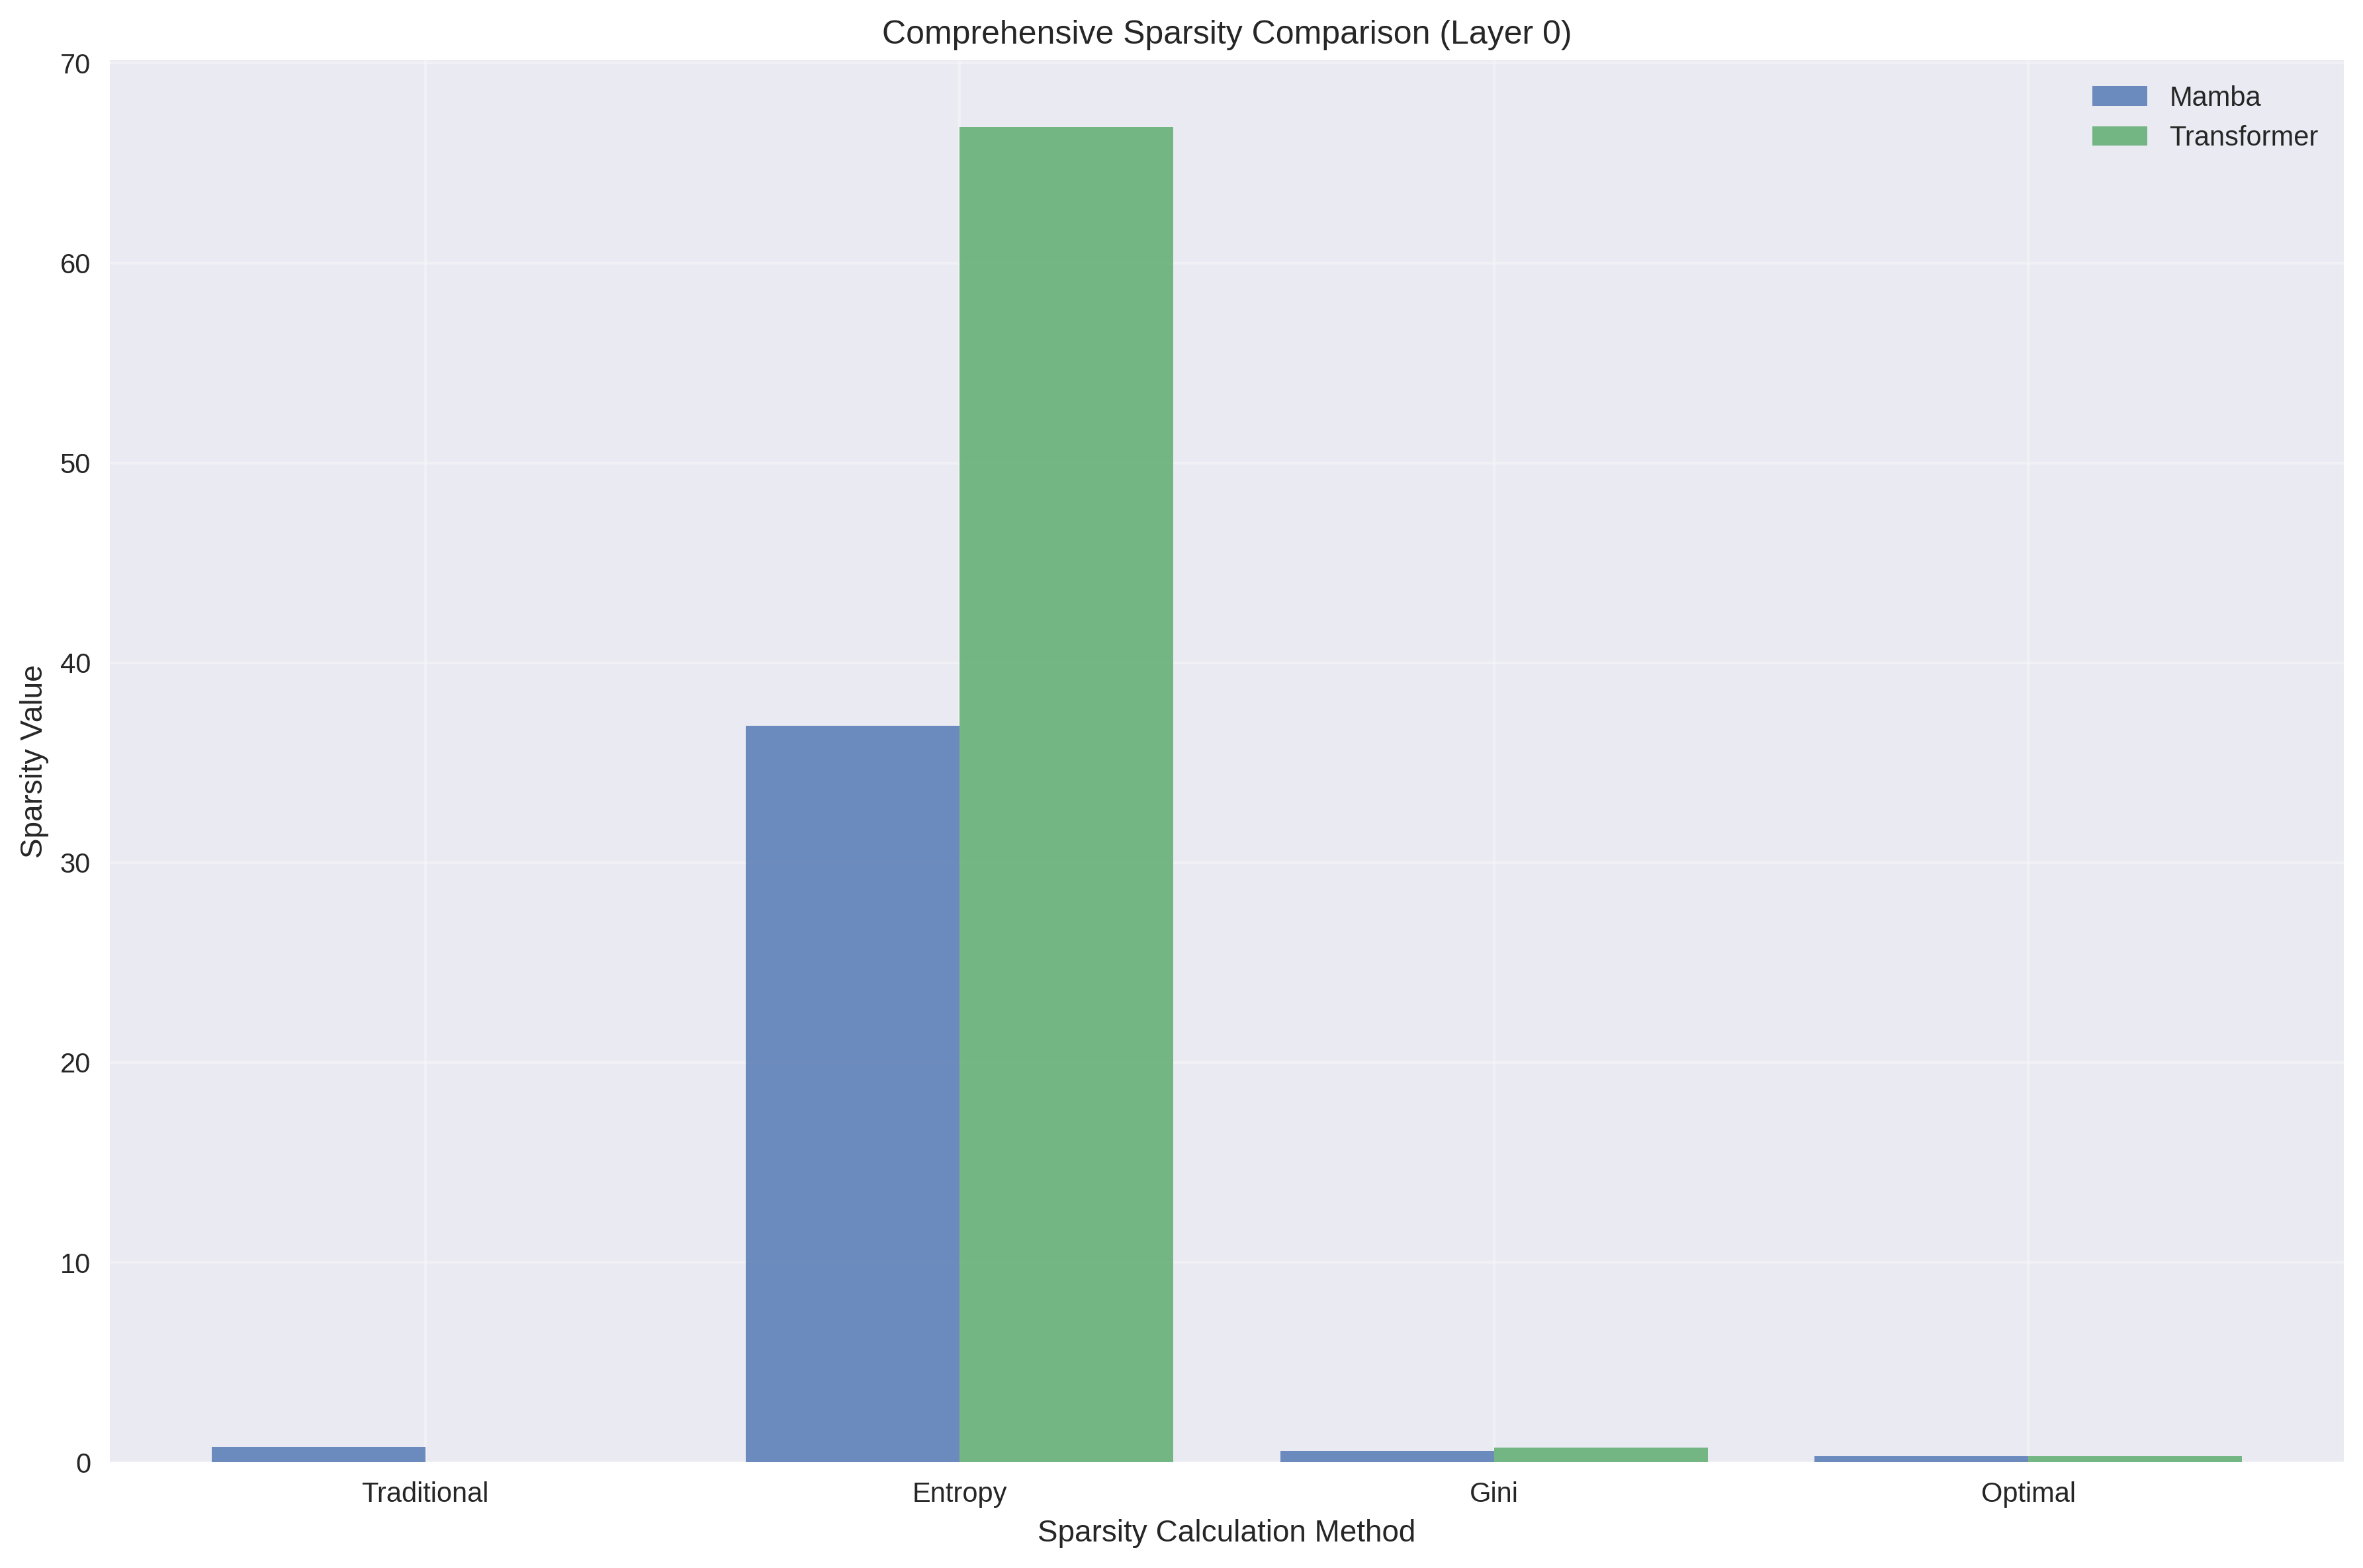 Comprehensive Sparsity Comparison (Layer 0)
Mamba
Transformer
Sparsity Value
70
60
50
40
30
20
10
0
Traditional
Entropy
Gini
Optimal
Sparsity Calculation Method